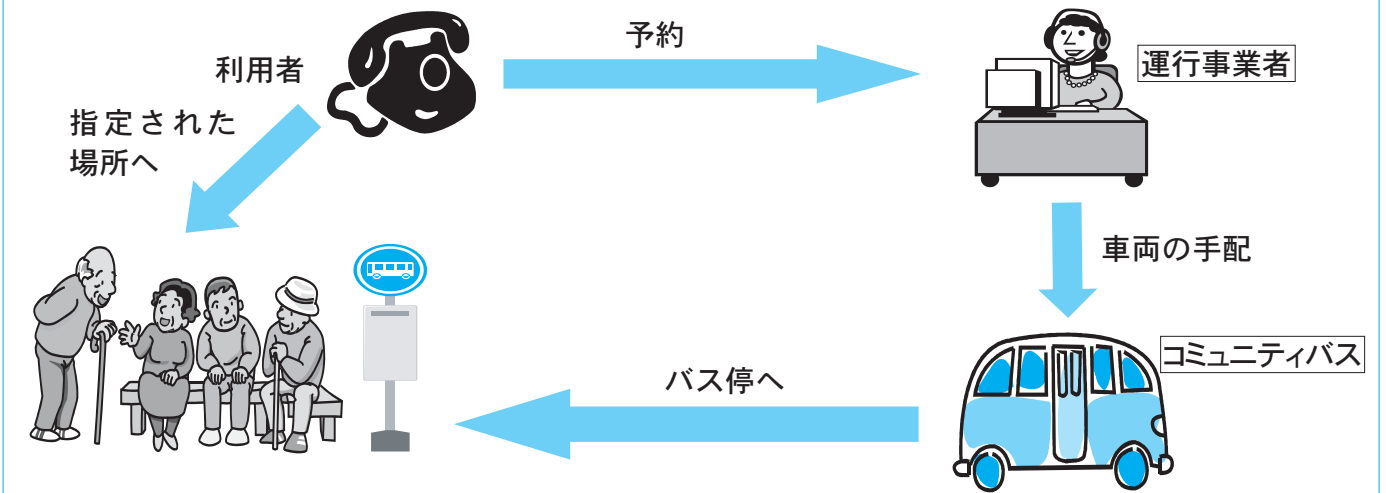 予約
利用者
運行事業者
指定された
場所へ
車両の手配
コミュニティバス
バス停へ